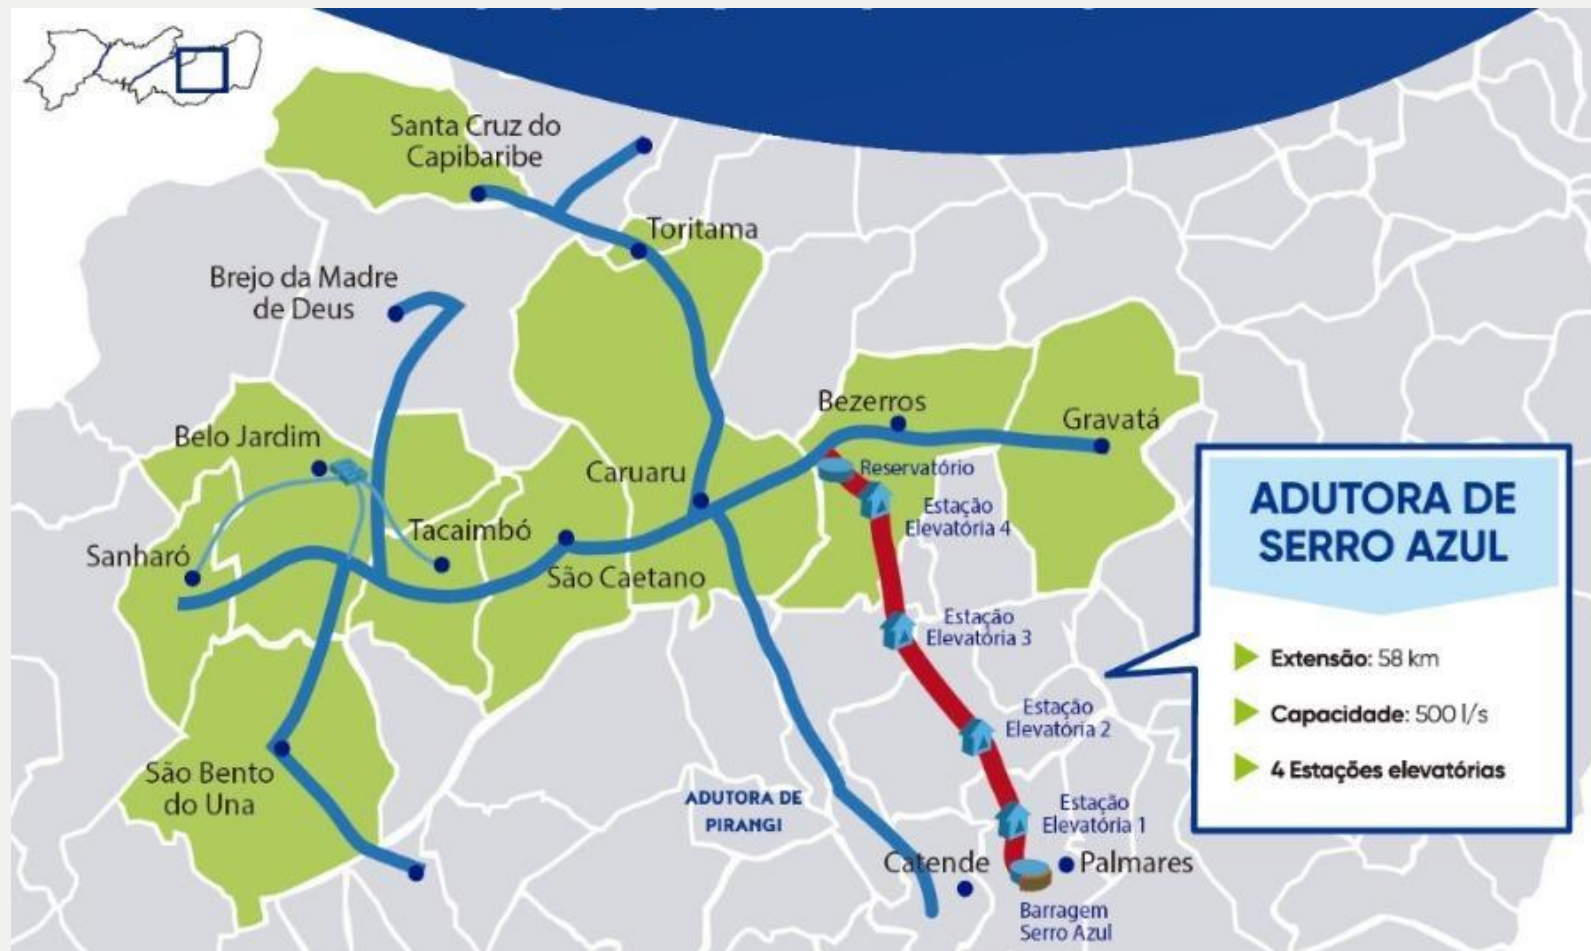 Santa Cruz do
Capibaribe
Toritama
Brejo da Madre
de Deus
Bezerros
Gravatá
Belo Jardim
Caruaru
Reservatório
Estação
Elevatória 4
Tacaimbó
Sanharó
São Caetano
Estação
Elevatória 3
Estação
Elevatória 2
São Bento
do Una
ADUTORA DE
PIRANGI
Estação
Elevatória 1
Catende
Palmares
Barragem
Serro Azul
ADUTORA DE
SERRO AZUL
Extensão: 58 km
Capacidade: 500 l/s
4 Estações elevatórias